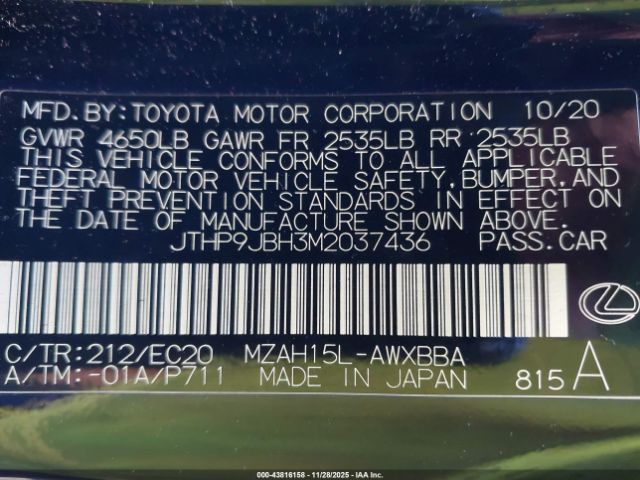 MFD.BY:TOYOTA MOTOR CORPORATION 10/20
GVWR 4650LB GAWR FR 2535LB RR 2535LB
THIS VEHICLE CONFORMS TO ALL APPLICABLE
FEDERAL MOTOR VEHICLE SAFETY,BUMPER,AND
THEFT PREVENTION STANDARDS IN EFFECT ON
THE DATE OF MANUFACTURE SHOWN ABOVE.
JTHP9JBH3M2037436 PASS.CAR
C/TR:212/EC20 MZAH15L-AWXBBA
A/TM:-01A/P711 MADE IN JAPAN 815A
000-43816158 | 11/28/2025 | IAA Inc.